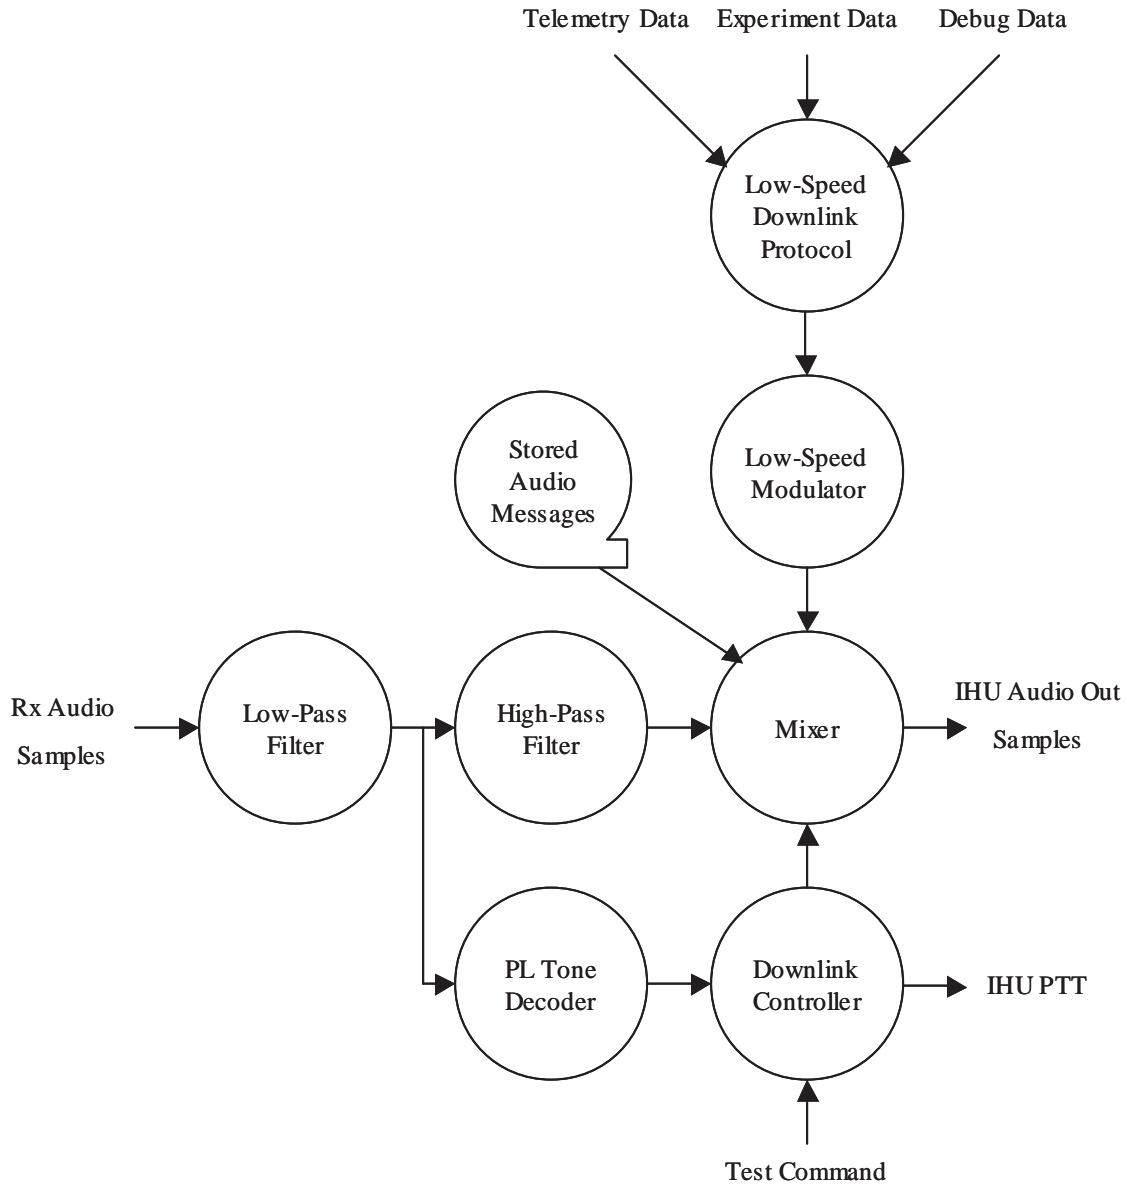 Telemetry Data
Experiment Data
Debug Data
Low-Speed
Downlink
Protocol
Stored
Audio
Messages
Low-Speed
Modulator
Rx Audio
Samples
Low-Pass
Filter
High-Pass
Filter
Mixer
IHU Audio Out
Samples
PL Tone
Decoder
Downlink
Controller
IHU PTT
Test Command